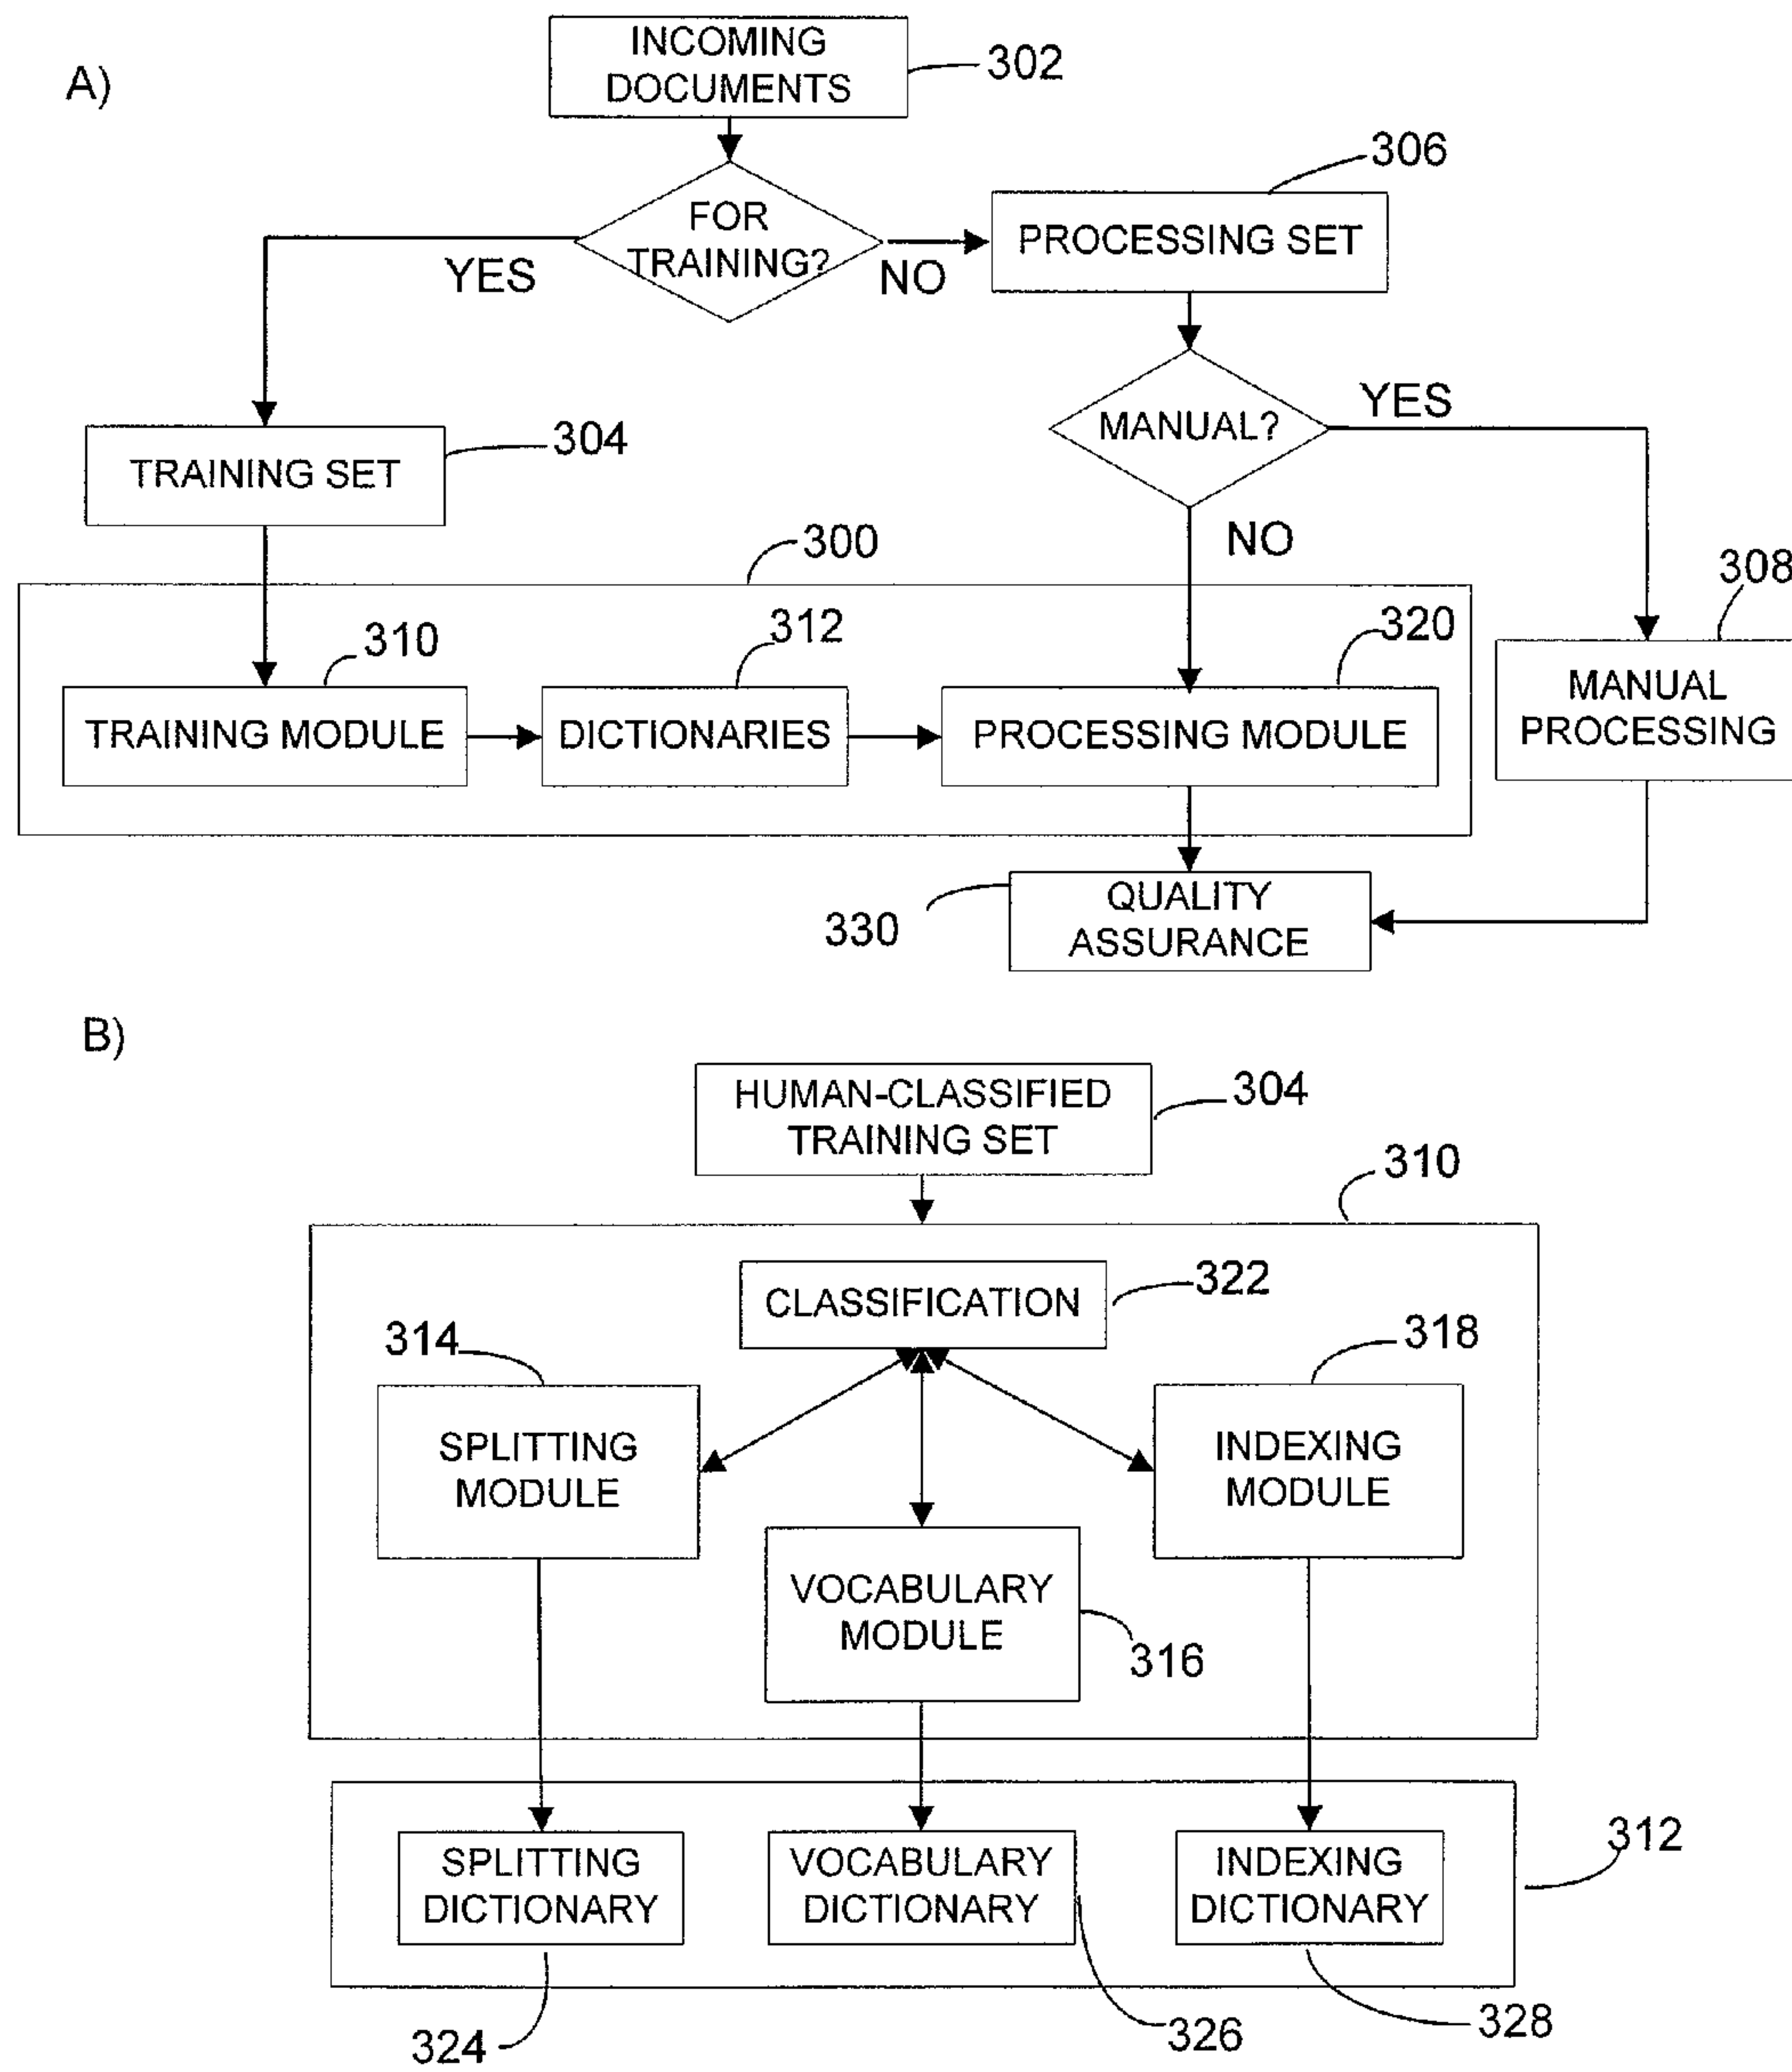 A)
INCOMING
DOCUMENTS
302
FOR
TRAINING?
YES
NO
306
PROCESSING SET
MANUAL?
YES
NO
TRAINING SET
304
300
310
312
320
308
TRAINING MODULE
DICTIONARIES
PROCESSING MODULE
MANUAL
PROCESSING
330
QUALITY
ASSURANCE
B)
HUMAN-CLASSIFIED
TRAINING SET
304
310
CLASSIFICATION
322
314
318
SPLITTING
MODULE
INDEXING
MODULE
VOCABULARY
MODULE
316
SPLITTING
DICTIONARY
VOCABULARY
DICTIONARY
INDEXING
DICTIONARY
312
324
326
328